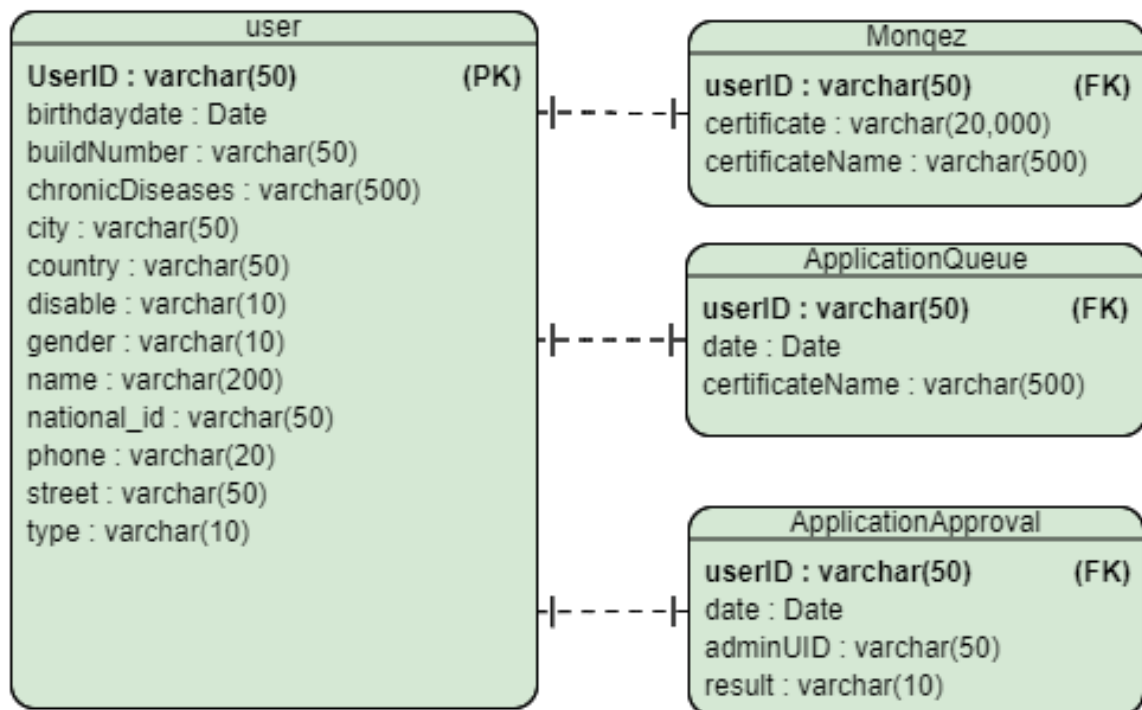 user
UserID : varchar(50) (PK)
birthdaydate : Date
buildNumber : varchar(50)
chronicDiseases : varchar(500)
city : varchar(50)
country : varchar(50)
disable : varchar(10)
gender : varchar(10)
name : varchar(200)
national_id : varchar(50)
phone : varchar(20)
street : varchar(50)
type : varchar(10)
Monqez
userID : varchar(50) (FK)
certificate : varchar(20,000)
certificateName : varchar(500)
ApplicationQueue
userID : varchar(50) (FK)
date : Date
certificateName : varchar(500)
ApplicationApproval
userID : varchar(50) (FK)
date : Date
adminUID : varchar(50)
result : varchar(10)